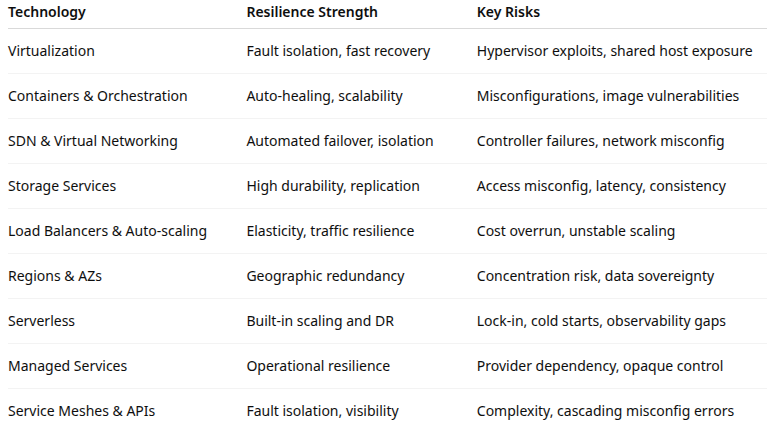 Technology Resilience Strength Key Risks
Virtualization Fault isolation, fast recovery Hypervisor exploits, shared host exposure
Containers & Orchestration Auto-healing, scalability Misconfigurations, image vulnerabilities
SDN & Virtual Networking Automated failover, isolation Controller failures, network misconfig
Storage Services High durability, replication Access misconfig, latency, consistency
Load Balancers & Auto-scaling Elasticity, traffic resilience Cost overrun, unstable scaling
Regions & AZs Geographic redundancy Concentration risk, data sovereignty
Serverless Built-in scaling and DR Lock-in, cold starts, observability gaps
Managed Services Operational resilience Provider dependency, opaque control
Service Meshes & APIs Fault isolation, visibility Complexity, cascading misconfig errors